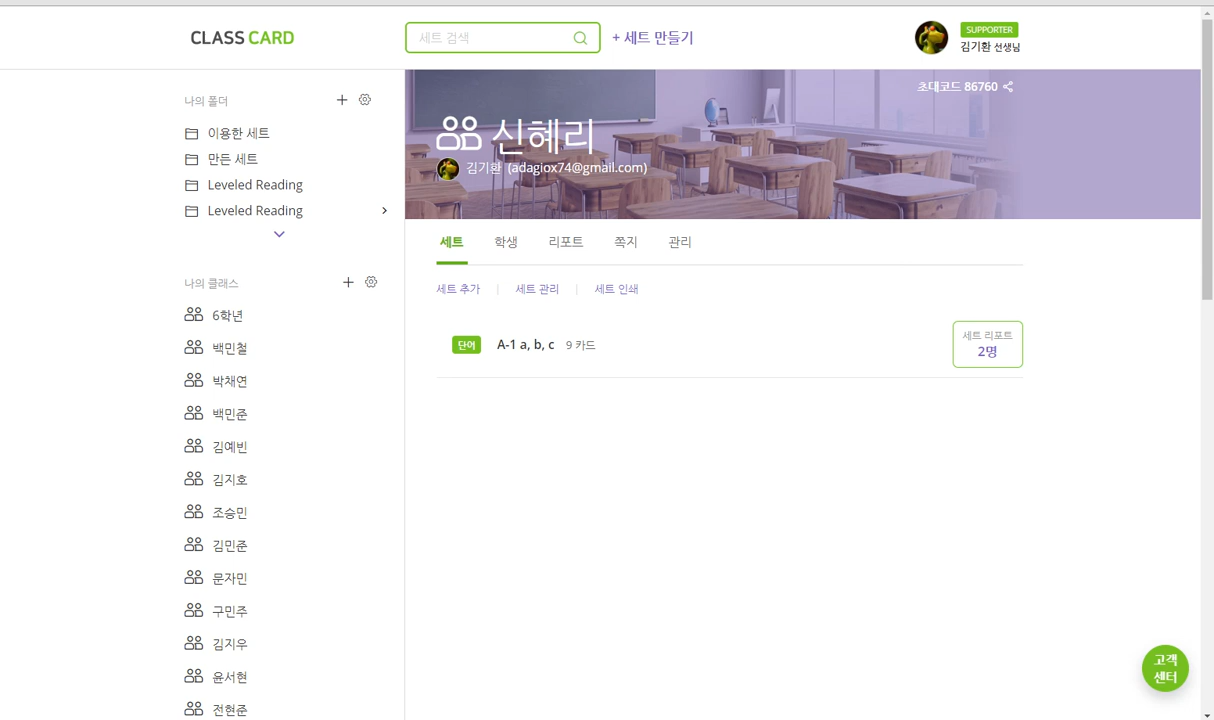 CLASS CARD
세트 검색
+ 세트 만들기
SUPPORTER
김기환 선생님
나의 폴더
이용한 세트
만든 세트
Leveled Reading
Leveled Reading
나의 클래스
6학년
백민철
박채연
백민준
김예빈
김지호
조승민
김민준
문자민
구민주
김지우
윤서현
전현준
초대코드 86760
신혜리
김기환 (adagiox74@gmail.com)
세트 학생 리포트 쪽지 관리
세트 추가 | 세트 관리 | 세트 인쇄
단어 A-1 a, b, c 9 카드
세트 리포트
2명
고객
센터